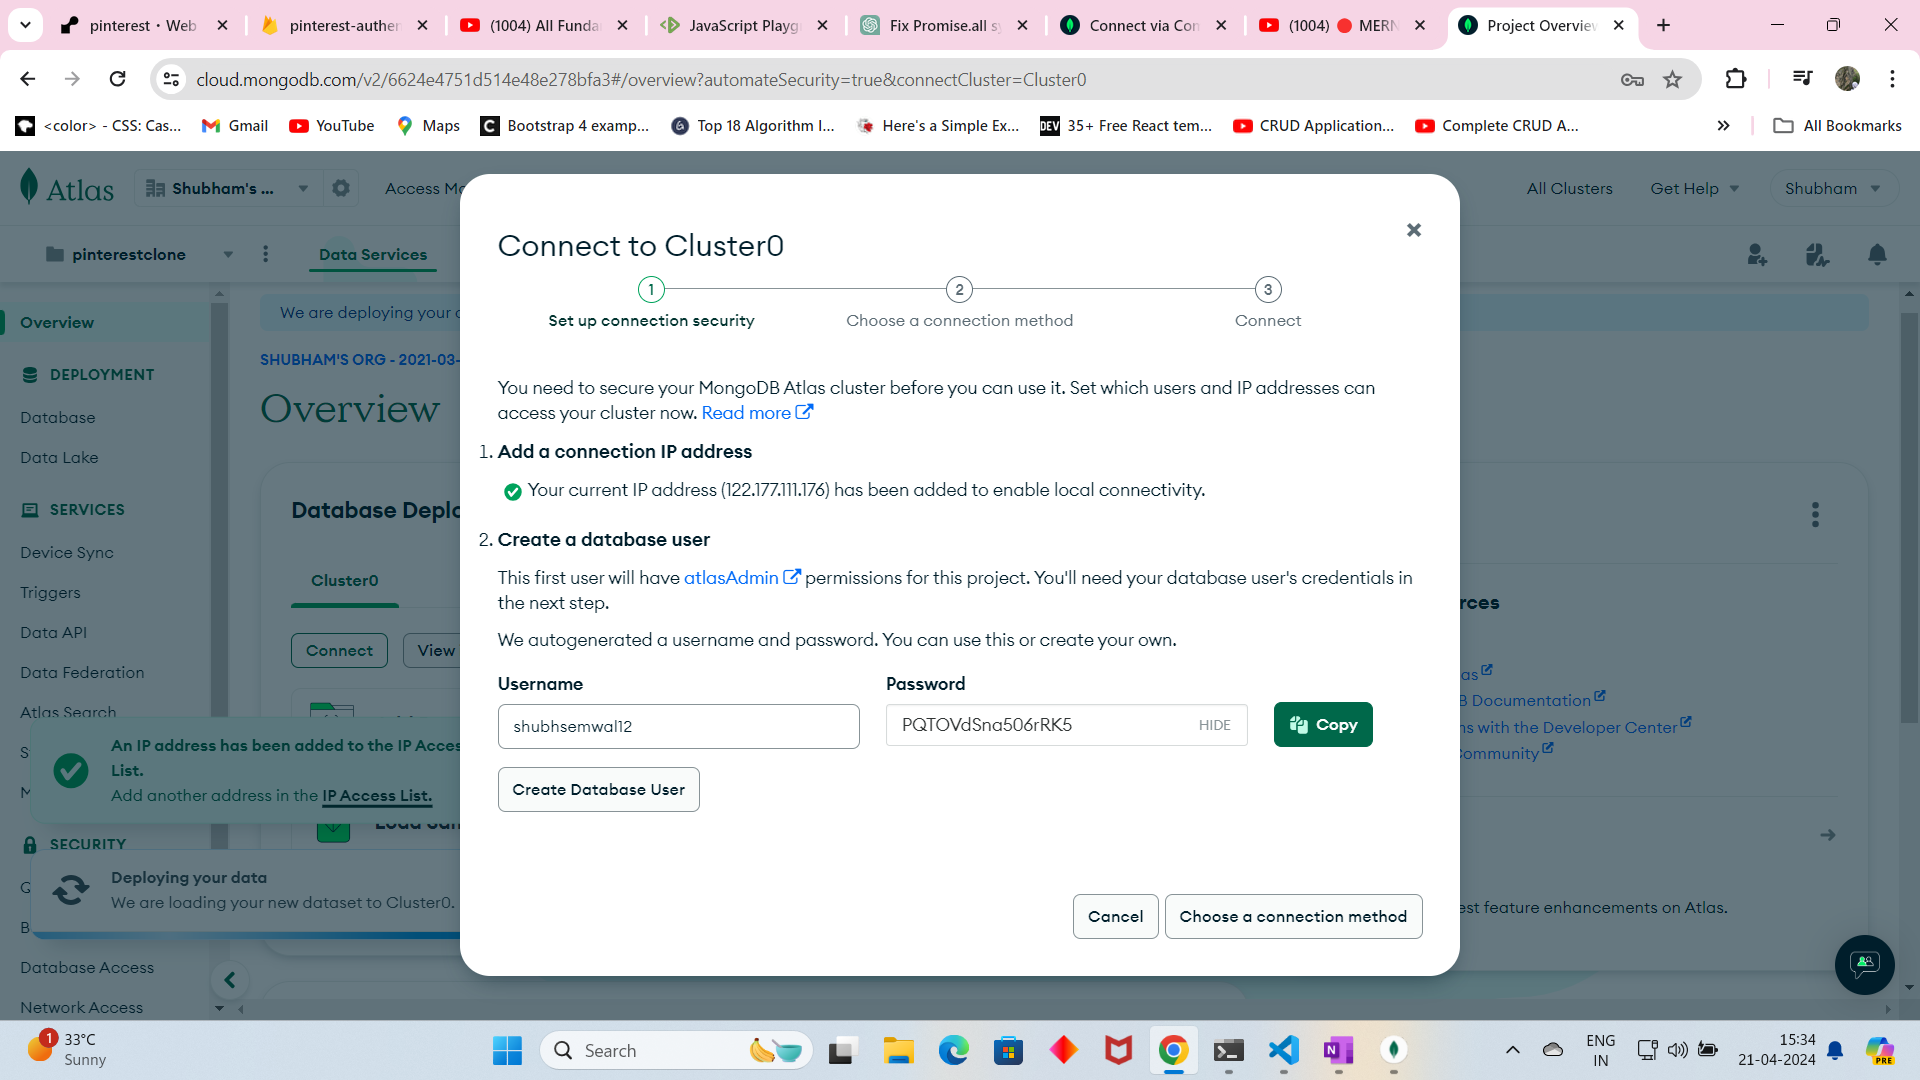 pinterest • Web
pinterest-authen
(1004) All Funda
JavaScript Playg
Fix Promise.all sy
Connect via Com
(1004) 🔴 MERN
Project Overview
cloud.mongodb.com/v2/6624e4751d514e48e278bfa3#/overview?automateSecurity=true&connectCluster=Cluster0
<color> - CSS: Cas...
Gmail
YouTube
Maps
Bootstrap 4 examp...
Top 18 Algorithm I...
Here's a Simple Ex...
DEV 35+ Free React tem...
CRUD Application...
Complete CRUD A...
All Bookmarks
Atlas
Shubham's ...
Access Ma
All Clusters
Get Help
Shubham
pinterestclone
Data Services
Overview
DEPLOYMENT
Database
Data Lake
SERVICES
Device Sync
Triggers
Data API
Data Federation
Atlas Search
SECURITY
Database Access
Network Access
We are deploying your
SHUBHAM'S ORG - 2021-03-
Overview
Database Deplo
Cluster0
Connect
View
An IP address has been added to the IP Acces
List.
Add another address in the IP Access List.
Deploying your data
We are loading your new dataset to Cluster0.
Connect to Cluster0
1
2
3
Set up connection security
Choose a connection method
Connect
You need to secure your MongoDB Atlas cluster before you can use it. Set which users and IP addresses can
access your cluster now. Read more
1. Add a connection IP address
Your current IP address (122.177.111.176) has been added to enable local connectivity.
2. Create a database user
This first user will have atlasAdmin permissions for this project. You'll need your database user's credentials in
the next step.
We autogenerated a username and password. You can use this or create your own.
Username
Password
shubhsemwal12
PQTOVdSna506rRK5
HIDE
Copy
Create Database User
Cancel
Choose a connection method
rces
as
B Documentation
ns with the Developer Center
Community
est feature enhancements on Atlas.
1
33°C
Sunny
Search
ENG
IN
15:34
21-04-2024
PRE